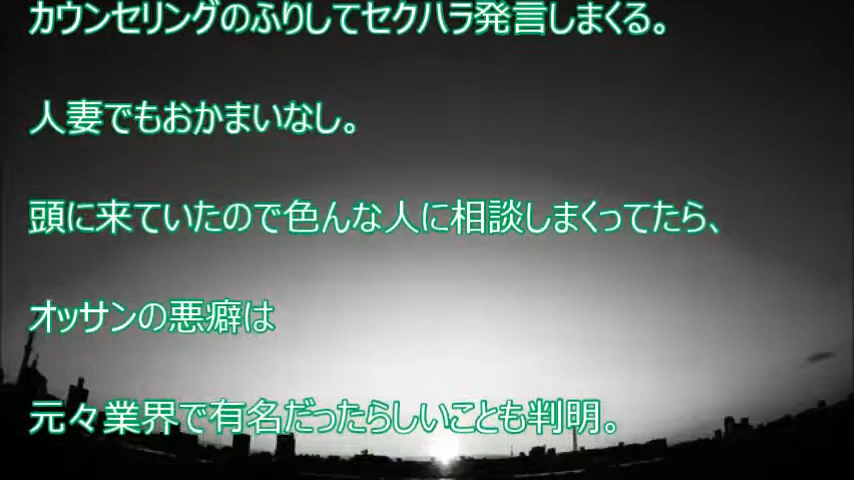 カウンセリングのふりしてセクハラ発言しまくる。
人妻でもおかまいなし。
頭に来ていたので色んな人に相談しまくってたら、
オッサンの悪癖は
元々業界で有名だったらしいことも判明。